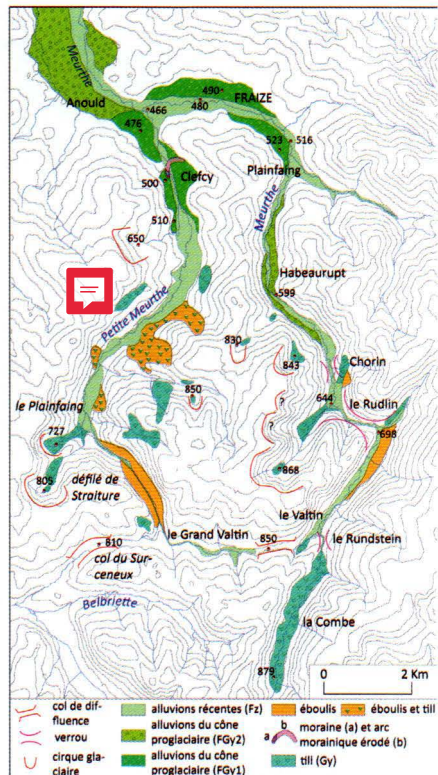 Meurthe
Anould
490
FRAIZE
466
480
476
523
516
Clefcy
Plainfaing
500
510
Meurthe
650
Habeaurupt
599
Petite Meurthe
830
843
Chorin
le Plainfaing
850
644
le Rudlin
727
698
805
défilé de
Straiture
868
le Valtin
le Grand Valtin
850
le Rundstein
810
col du Sur-
ceneux
Belbriette
la Combe
879
0 2 Km
col de dif-
fluence
verrou
cirque gla-
ciaire
alluvions récentes (Fz)
alluvions du cône
proglaciaire (FGy2)
alluvions du cône
proglaciaire (FGy1)
éboulis
éboulis et till
a
b
moraine (a) et arc
morainique érodé (b)
till (Gy)
?
?